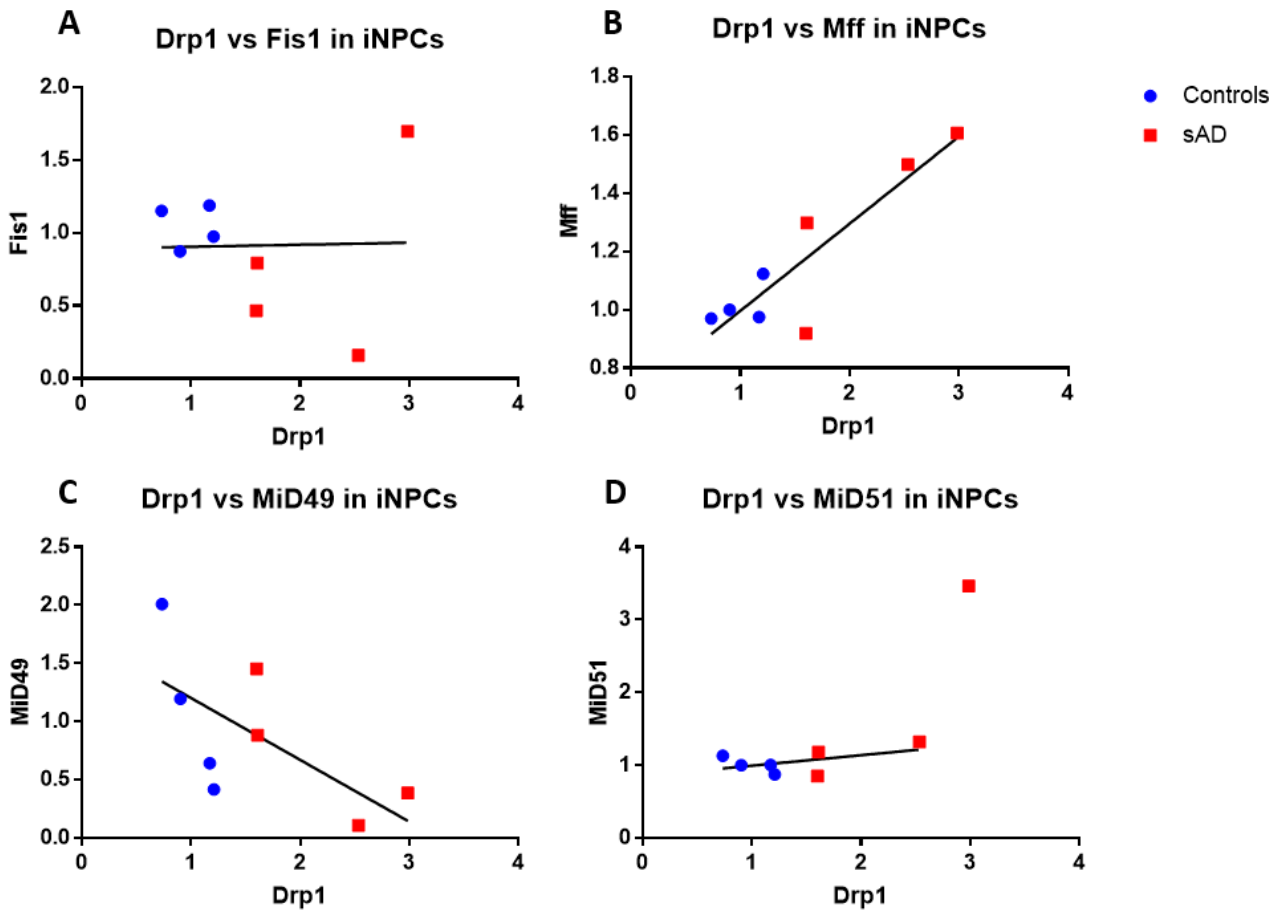 A
Drp1 vs Fis1 in iNPCs
2.0
1.5
1.0
0.5
0.0
Fis1
0 1 2 3 4
Drp1
B
Drp1 vs Mff in iNPCs
1.8
1.6
1.4
1.2
1.0
0.8
Mff
0 1 2 3 4
Drp1
Controls
sAD
C
Drp1 vs MiD49 in iNPCs
2.5
2.0
1.5
1.0
0.5
0.0
MiD49
0 1 2 3 4
Drp1
D
Drp1 vs MiD51 in iNPCs
4
3
2
1
0
MiD51
0 1 2 3 4
Drp1